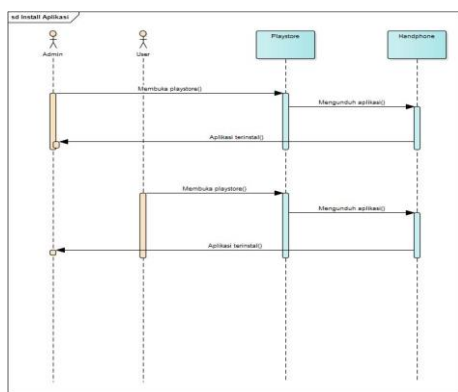 sd Install Aplikasi
Admin
User
Playstore
Handphone
Membuka playstore()
Mengunduh aplikasi()
Aplikasi terinstal()
Membuka playstore()
Mengunduh aplikasi()
Aplikasi terinstal()